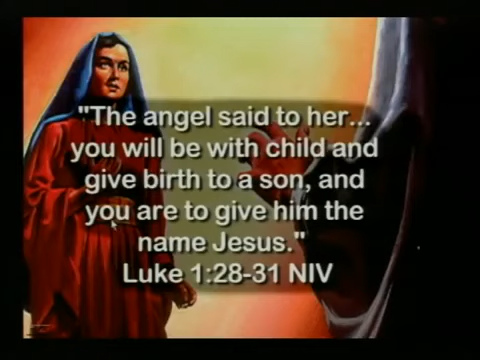 "The angel said to her...
you will be with child and
give birth to a son, and
you are to give him the
name Jesus."
Luke 1:28-31 NIV